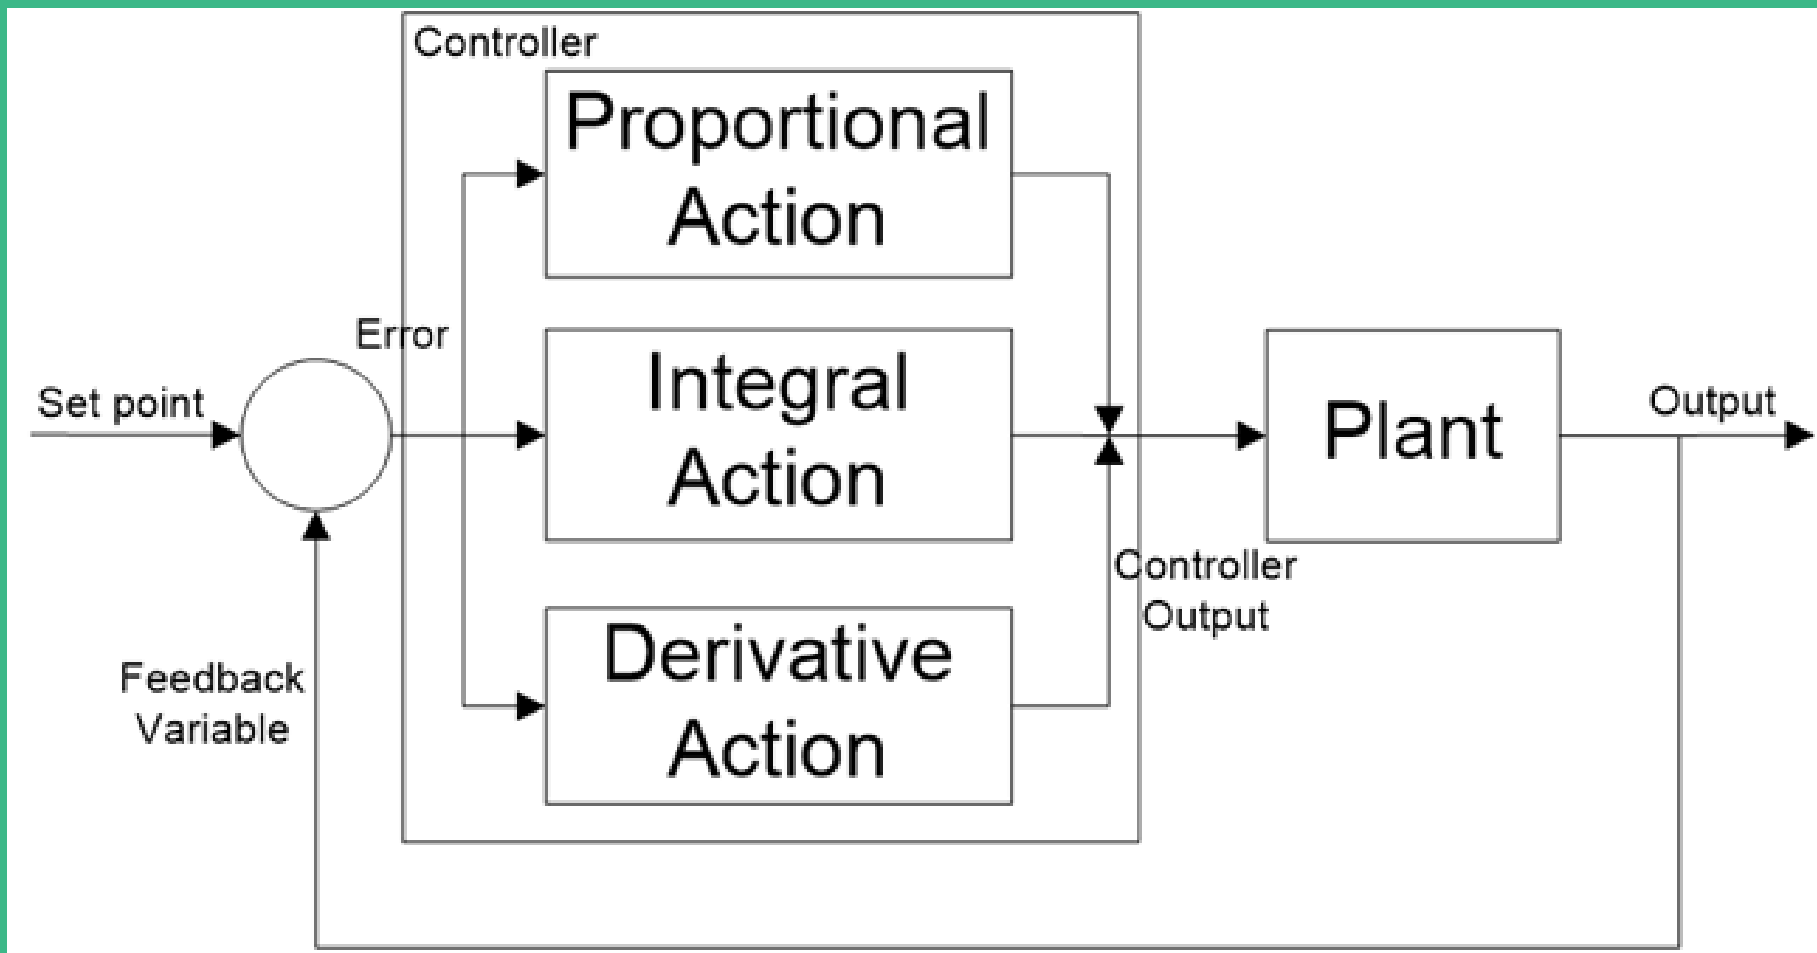 Controller
Proportional
Action
Error
Set point
Integral
Action
Plant
Output
Controller
Output
Derivative
Action
Feedback
Variable